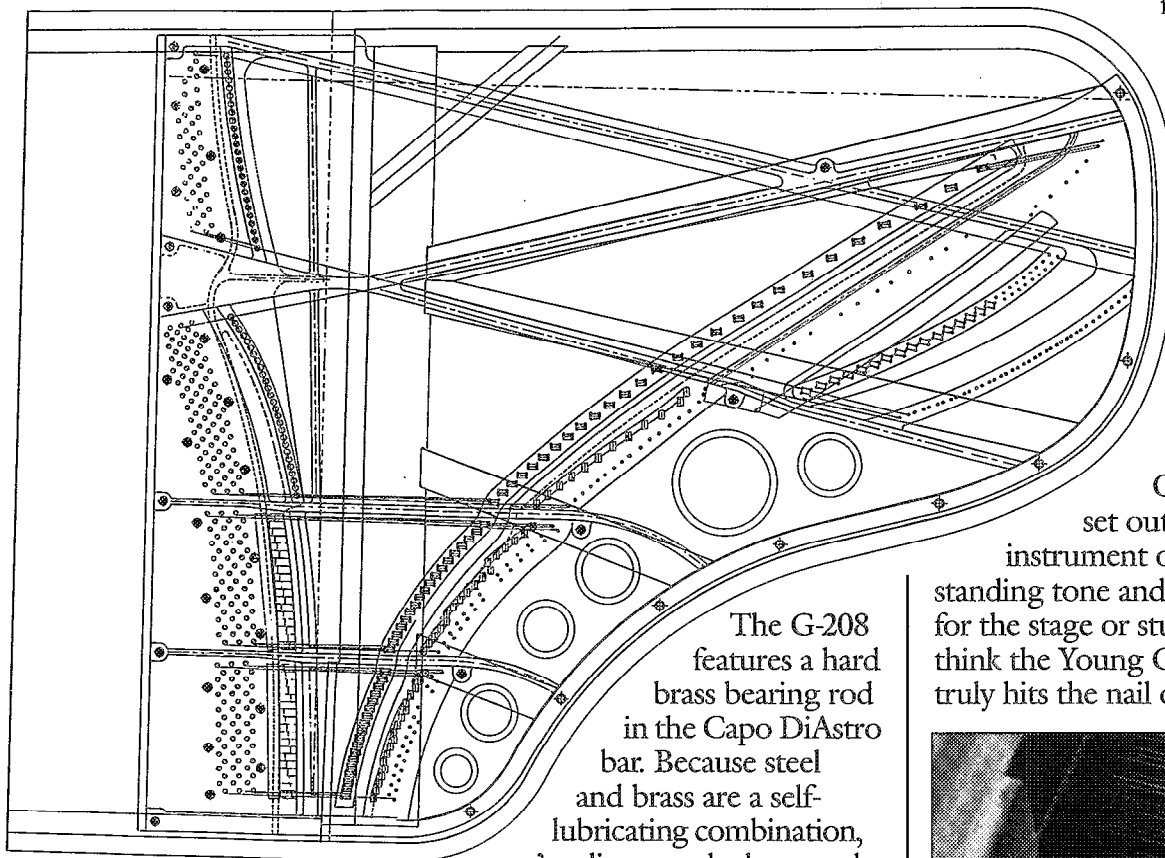 The G-208
features a hard
brass bearing rod
in the Capo DiAstro
bar. Because steel
and brass are a self-
lubricating combination,
set out
instrument o
standing tone and
for the stage or stu
think the Young C
truly hits the nail o